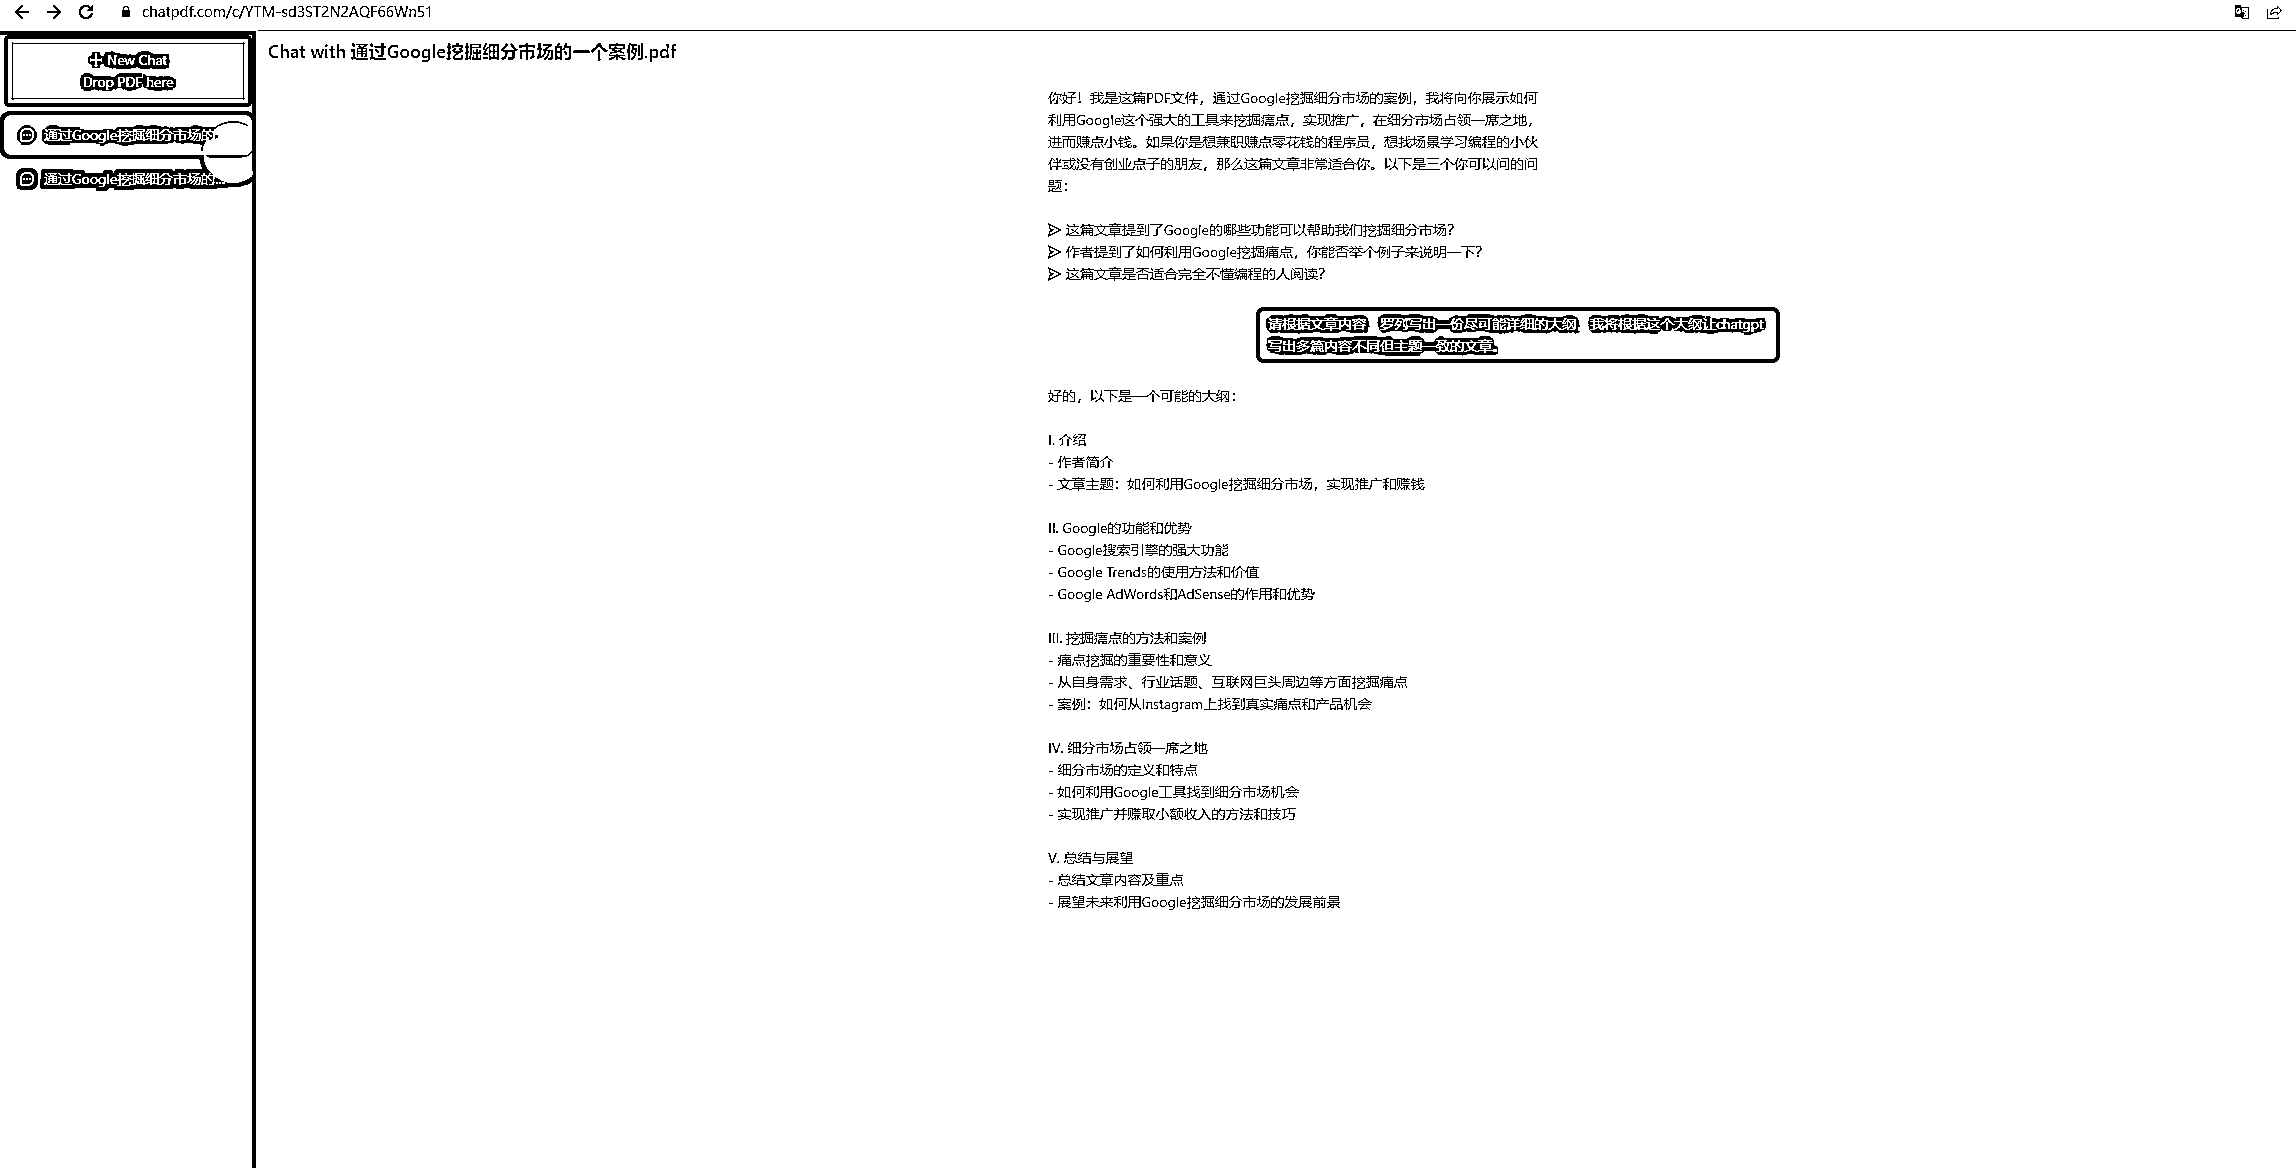 chatpdf.com/c/YTM-sd3ST2N2AQF66Wn51
New Chat
Drop PDF here
通过Google挖掘细分市场的
通过Google挖掘细分市场的...
Chat with 通过Google挖掘细分市场的一个案例.pdf
你好！我是这篇PDF文件，通过Google挖掘细分市场的案例，我将向你展示如何
利用Google这个强大的工具来挖掘痛点，实现推广，在细分市场占领一席之地，
进而赚点小钱。如果你是想兼职赚点零花钱的程序员，想找场景学习编程的小伙
伴或没有创业点子的朋友，那么这篇文章非常适合你。以下是三个你可以问的问
题：
这篇文章提到了Google的哪些功能可以帮助我们挖掘细分市场？
作者提到了如何利用Google挖掘痛点，你能否举个例子来说明一下？
这篇文章是否适合完全不懂编程的人阅读？
请根据文章内容 罗列写出一份尽可能详细的大纲 我将根据这个大纲让chatgpt
写出多篇内容不同但主题一致的文章.
好的，以下是一个可能的大纲：
I. 介绍
- 作者简介
- 文章主题：如何利用Google挖掘细分市场，实现推广和赚钱
II. Google的功能和优势
- Google搜索引擎的强大功能
- Google Trends的使用方法和价值
- Google AdWords和AdSense的作用和优势
III. 挖掘痛点的方法和案例
- 痛点挖掘的重要性和意义
- 从自身需求、行业话题、互联网巨头周边等方面挖掘痛点
- 案例：如何从Instagram上找到真实痛点和产品机会
IV. 细分市场占领一席之地
- 细分市场的定义和特点
- 如何利用Google工具找到细分市场机会
- 实现推广并赚取小额收入的方法和技巧
V. 总结与展望
- 总结文章内容及重点
- 展望未来利用Google挖掘细分市场的发展前景